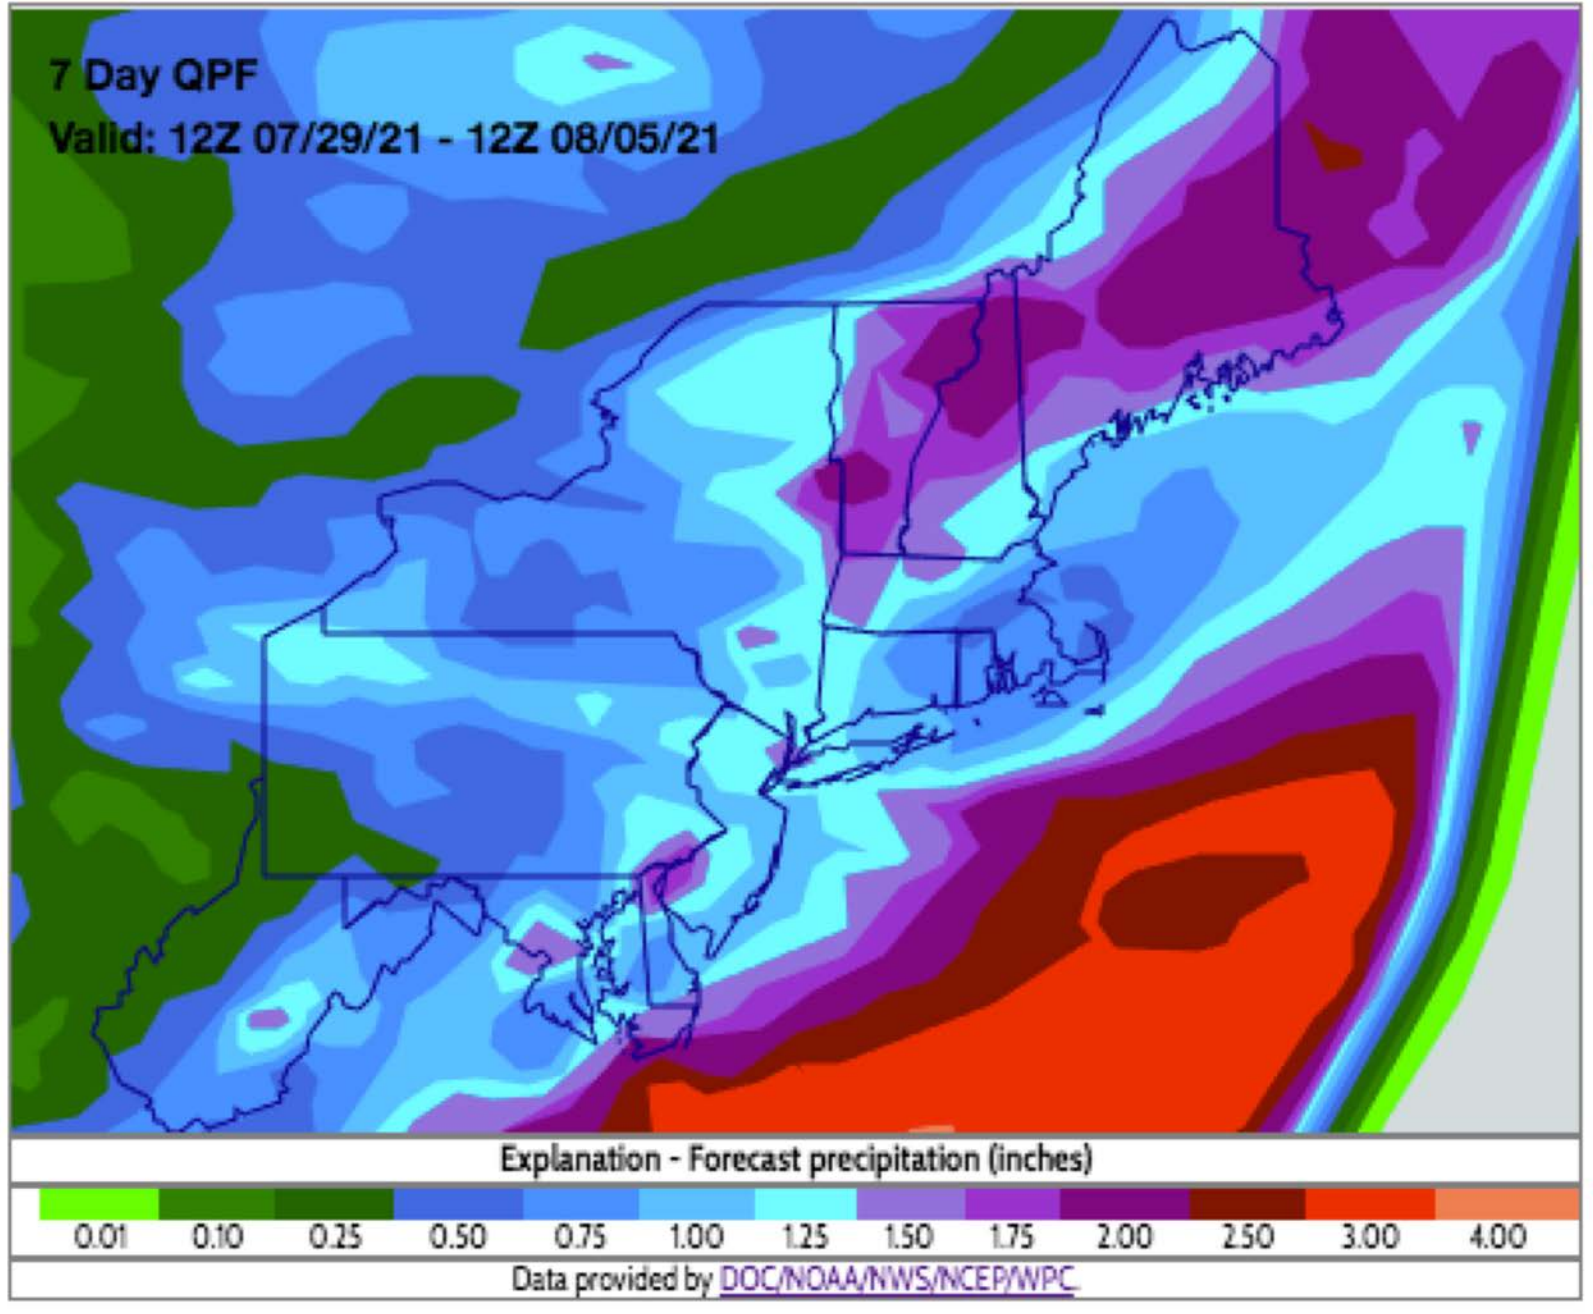 7 Day QPF
Valid: 12Z 07/29/21 - 12Z 08/05/21
Explanation - Forecast precipitation (inches)
0.01 0.10 0.25 0.50 0.75 1.00 1.25 1.50 1.75 2.00 2.50 3.00 4.00
Data provided by DOC/NOAA/NWS/NCEP/WPC.